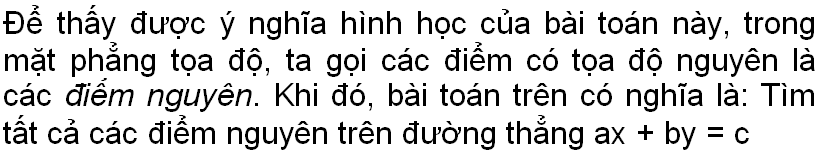 Để thấy được ý nghĩa hình học của bài toán này, trong
mặt phẳng tọa độ, ta gọi các điểm có tọa độ nguyên là
các điểm nguyên. Khi đó, bài toán trên có nghĩa là: Tìm
tất cả các điểm nguyên trên đường thẳng ax + by = c